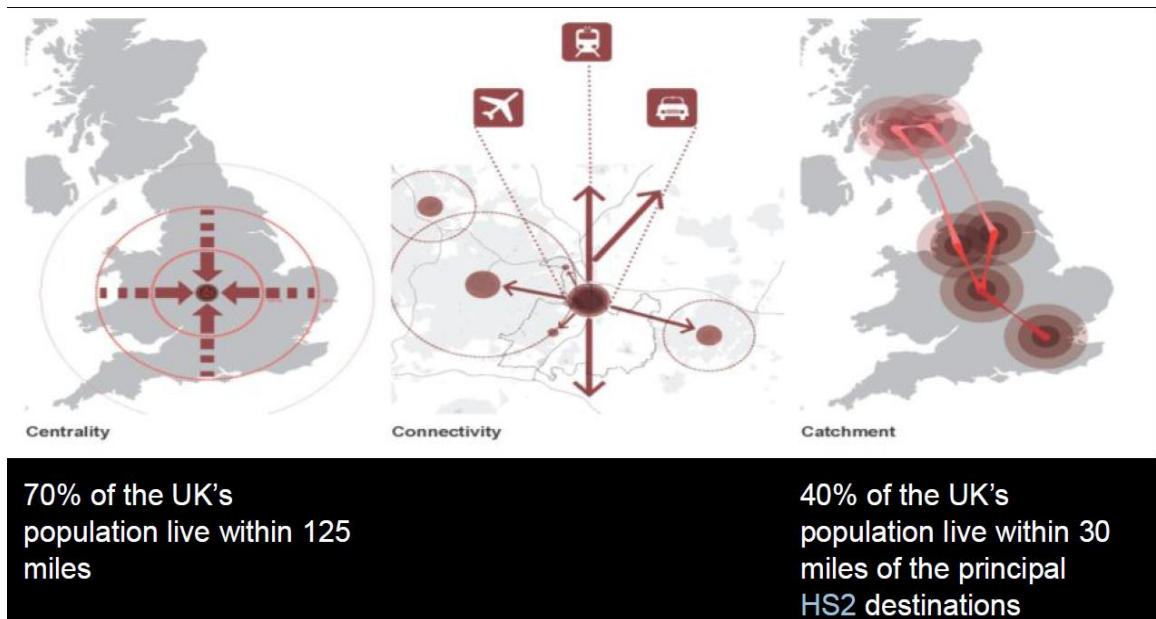 Centrality
Connectivity
Catchment
70% of the UK's
population live within 125
miles
40% of the UK's
population live within 30
miles of the principal
HS2 destinations